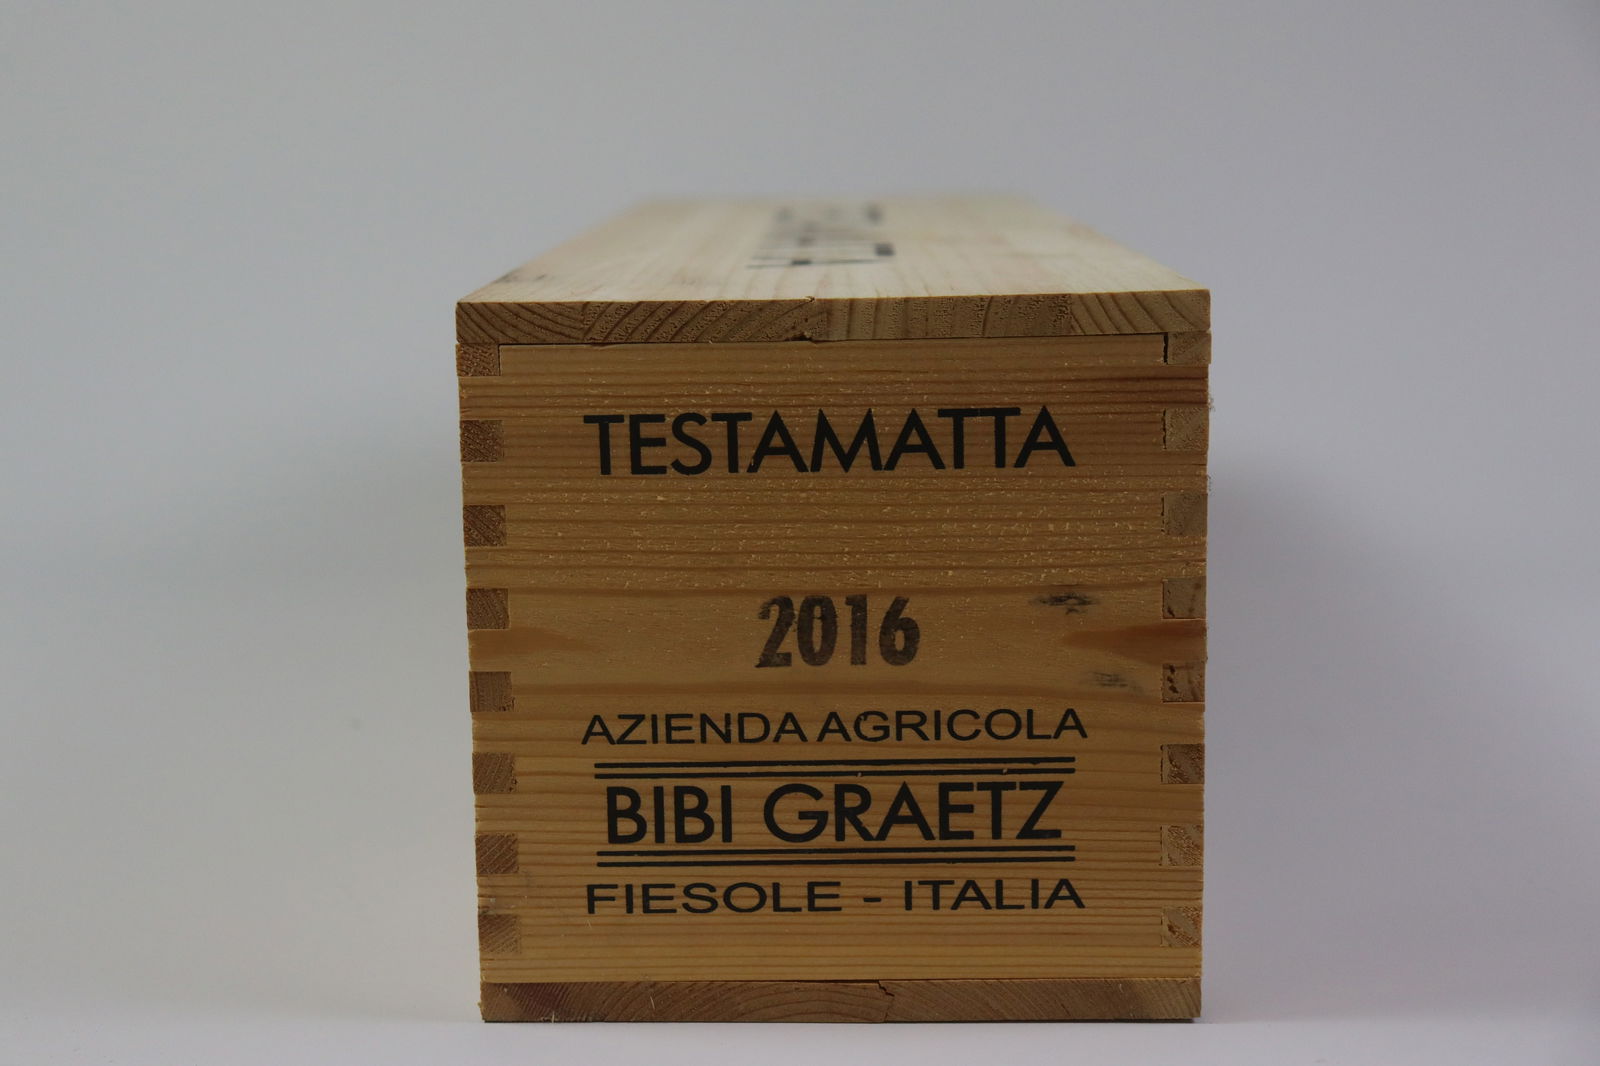 TESTAMATTA
2016
AZIENDA AGRICOLA
BIBI GRAETZ
FIESOLE - ITALIA